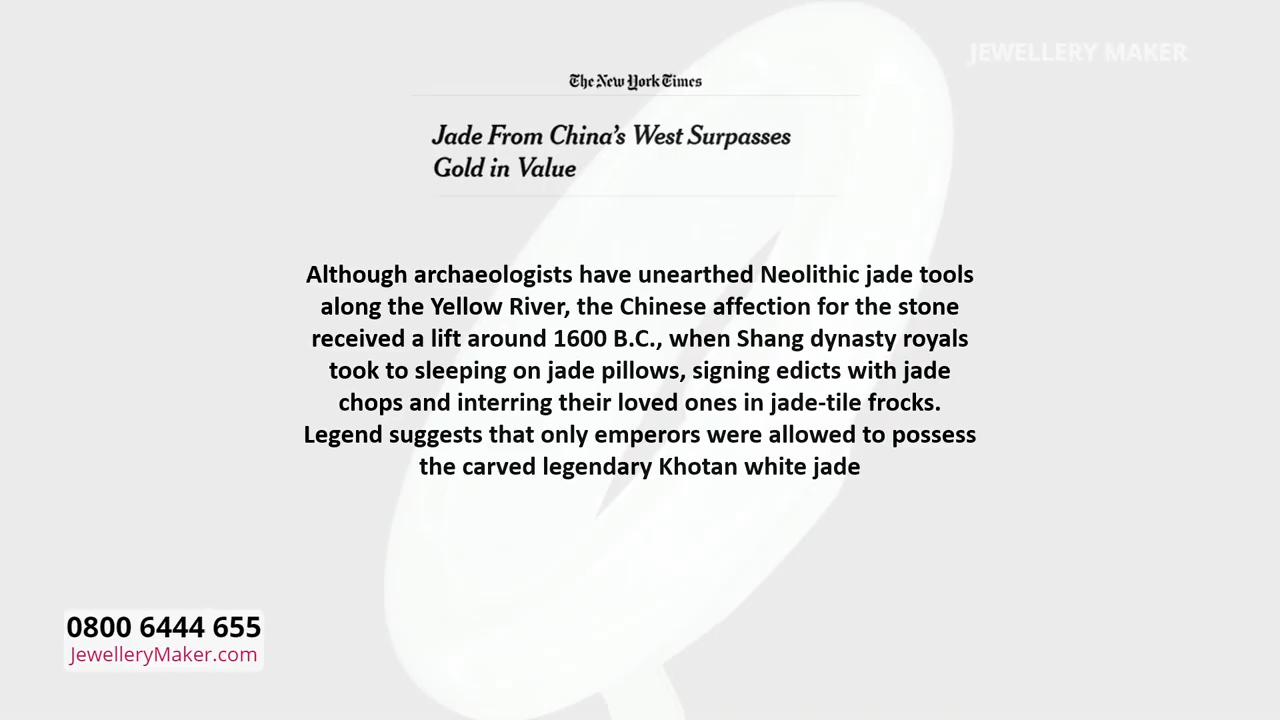 JEWELLERY MAKER
The New York Times
Jade From China's West Surpasses
Gold in Value
Although archaeologists have unearthed Neolithic jade tools
along the Yellow River, the Chinese affection for the stone
received a lift around 1600 B.C., when Shang dynasty royals
took to sleeping on jade pillows, signing edicts with jade
chops and interring their loved ones in jade-tile frocks.
Legend suggests that only emperors were allowed to possess
the carved legendary Khotan white jade
0800 6444 655
JewelleryMaker.com